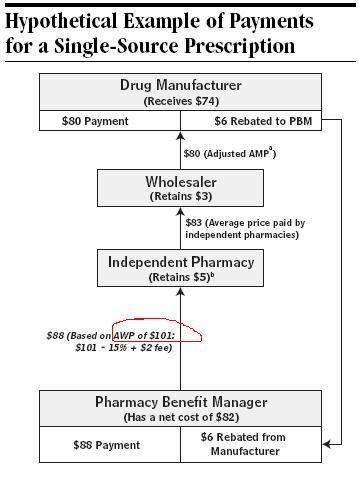 Hypothetical Example of Payments
for a Single-Source Prescription
Drug Manufacturer
(Receives $74)
$80 Payment
$6 Rebated to PBM
$80 (Adjusted AMPª)
Wholesaler
(Retains $3)
$83 (Average price paid by
independent pharmacies)
Independent Pharmacy
(Retains $5)ᵇ
$88 (Based on AWP of $101:
$101 - 15% + $2 fee)
Pharmacy Benefit Manager
(Has a net cost of $82)
$88 Payment
$6 Rebated from
Manufacturer